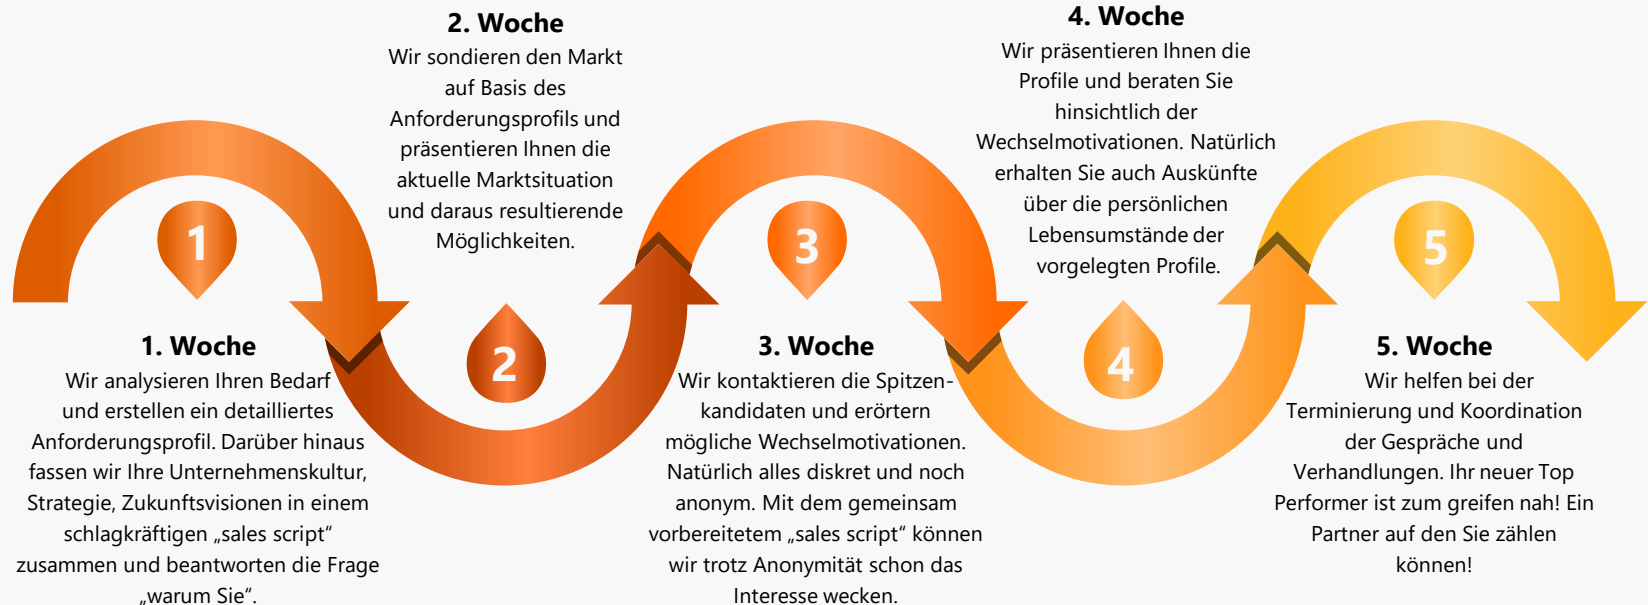 1
1. Woche
Wir analysieren Ihren Bedarf
und erstellen ein detailliertes
Anforderungsprofil. Darüber hinaus
fassen wir Ihre Unternehmenskultur,
Strategie, Zukunftsvisionen in einem
schlagkräftigen „sales script“
zusammen und beantworten die Frage
„warum Sie“.
2. Woche
Wir sondieren den Markt
auf Basis des
Anforderungsprofils und
präsentieren Ihnen die
aktuelle Marktsituation
und daraus resultierende
Möglichkeiten.
2
3
3. Woche
Wir kontaktieren die Spitzen-
kandidaten und erörtern
mögliche Wechselmotivationen.
Natürlich alles diskret und noch
anonym. Mit dem gemeinsam
vorbereitetem „sales script“ können
wir trotz Anonymität schon das
Interesse wecken.
4. Woche
Wir präsentieren Ihnen die
Profile und beraten Sie
hinsichtlich der
Wechselmotivationen. Natürlich
erhalten Sie auch Auskünfte
über die persönlichen
Lebensumstände der
vorgelegten Profile.
4
5
5. Woche
Wir helfen bei der
Terminierung und Koordination
der Gespräche und
Verhandlungen. Ihr neuer Top
Performer ist zum greifen nah! Ein
Partner auf den Sie zählen
können!